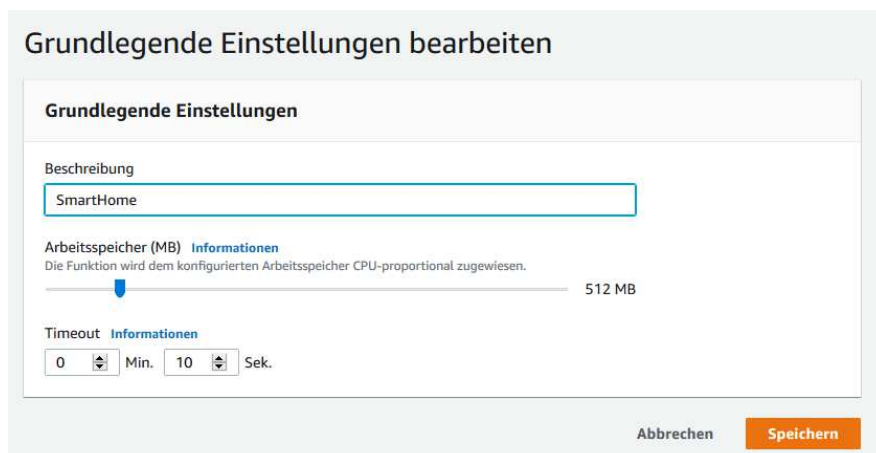 Grundlegende Einstellungen bearbeiten
Grundlegende Einstellungen
Beschreibung
SmartHome
Arbeitsspeicher (MB) Informationen
Die Funktion wird dem konfigurierten Arbeitsspeicher CPU-proportional zugewiesen.
512 MB
Timeout Informationen
0 Min. 10 Sek.
Abbrechen Speichern